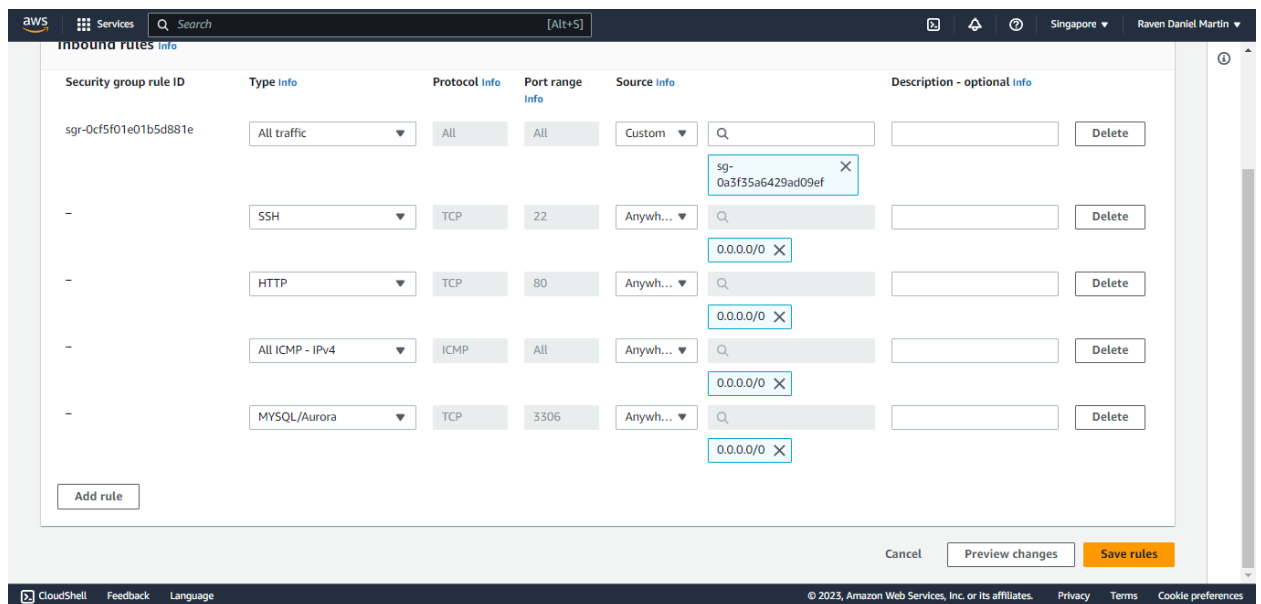 aws
Services
Search
[Alt+S]
Singapore
Raven Daniel Martin
Inbound rules Info
Security group rule ID
Type Info
Protocol Info
Port range
Info
Source Info
Description - optional Info
sgr-0cf5f01e01b5d881e
All traffic
All
All
Custom
Delete
sg-
0a3f35a6429ad09ef
–
SSH
TCP
22
Anywh...
Delete
0.0.0.0/0
–
HTTP
TCP
80
Anywh...
Delete
0.0.0.0/0
–
All ICMP - IPv4
ICMP
All
Anywh...
Delete
0.0.0.0/0
–
MYSQL/Aurora
TCP
3306
Anywh...
Delete
0.0.0.0/0
Add rule
Cancel
Preview changes
Save rules
CloudShell
Feedback
Language
© 2023, Amazon Web Services, Inc. or its affiliates.
Privacy
Terms
Cookie preferences